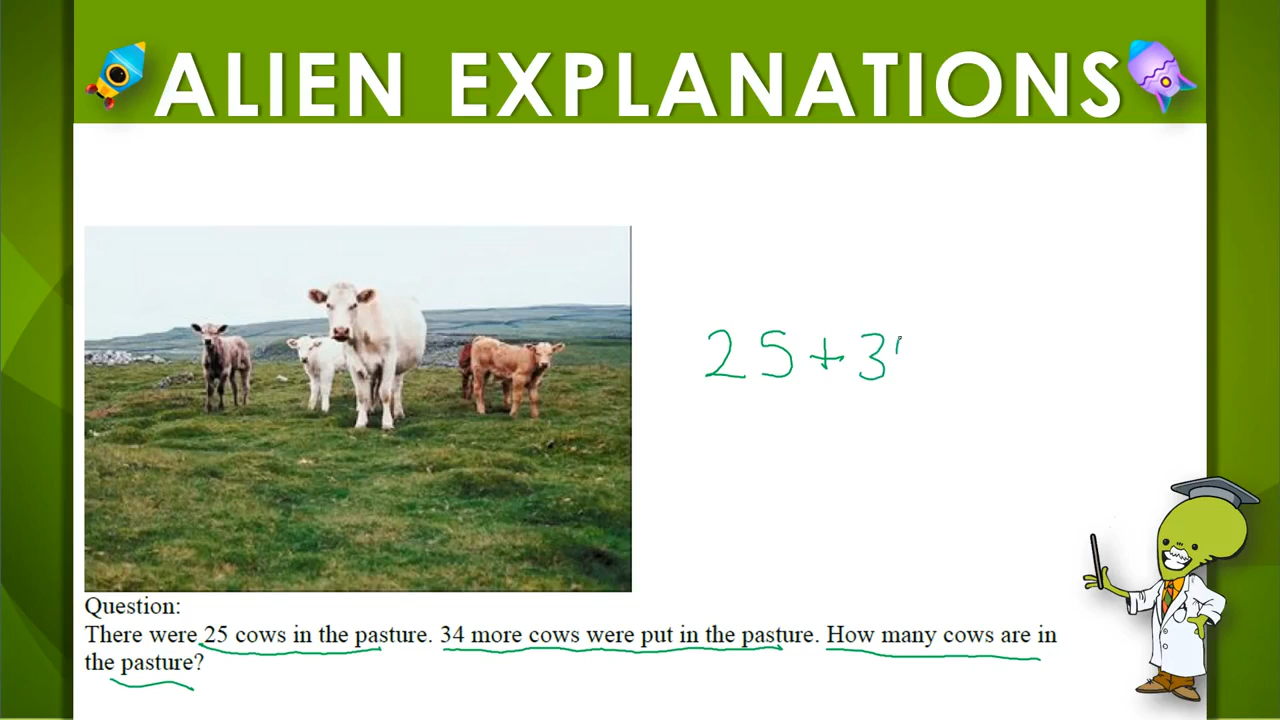 ALIEN EXPLANATIONS
25+3
Question:
There were 25 cows in the pasture. 34 more cows were put in the pasture. How many cows are in
the pasture?